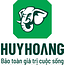 HUYHOANG
Bảo toàn giá trị cuộc sống